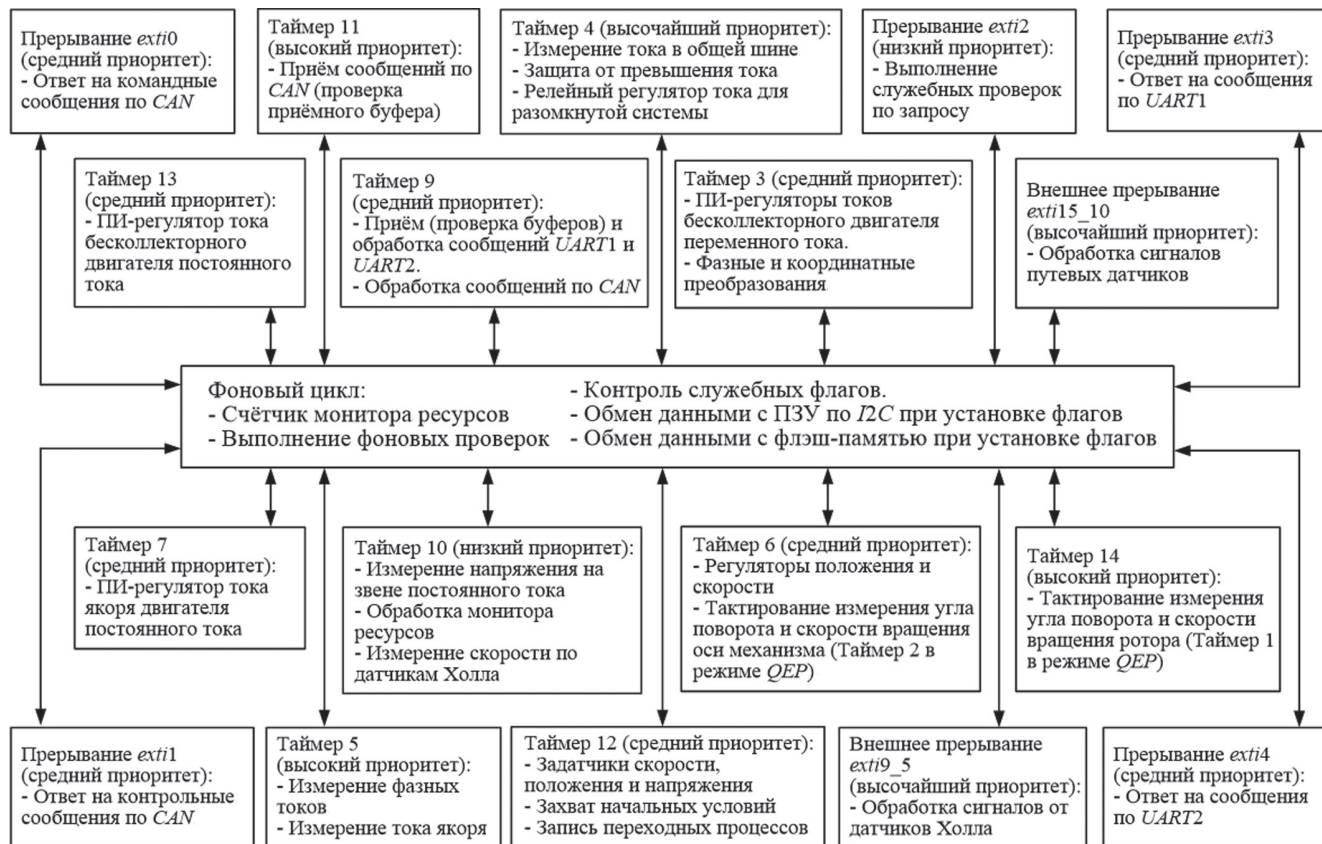 Прерывание exti0
(средний приоритет):
- Ответ на командные
сообщения по CAN
Таймер 11
(высокий приоритет):
- Приём сообщений по
CAN (проверка
приёмного буфера)
Таймер 4 (высочайший приоритет):
- Измерение тока в общей шине
- Защита от превышения тока
- Релейный регулятор тока для
разомкнутой системы
Прерывание exti2
(низкий приоритет):
- Выполнение
служебных проверок
по запросу
Прерывание exti3
(средний приоритет):
- Ответ на сообщения
по UART1
Таймер 13
(средний приоритет):
- ПИ-регулятор тока
бесколлекторного
двигателя постоянного
тока
Таймер 9
(средний приоритет):
- Приём (проверка буферов) и
обработка сообщений UART1 и
UART2.
- Обработка сообщений по CAN
Таймер 3 (средний приоритет):
- ПИ-регуляторы токов
бесколлекторного двигателя
переменного тока.
- Фазные и координатные
преобразования
Внешнее прерывание
exti15_10
(высочайший приоритет):
- Обработка сигналов
путевых датчиков
Фоновый цикл:
- Счётчик монитора ресурсов
- Выполнение фоновых проверок
- Контроль служебных флагов.
- Обмен данными с ПЗУ по I2C при установке флагов
- Обмен данными с флэш-памятью при установке флагов
Таймер 7
(средний приоритет):
- ПИ-регулятор тока
якоря двигателя
постоянного тока
Таймер 10 (низкий приоритет):
- Измерение напряжения на
звене постоянного тока
- Обработка монитора
ресурсов
- Измерение скорости по
датчикам Холла
Таймер 6 (средний приоритет):
- Регуляторы положения и
скорости
- Тактирование измерения угла
поворота и скорости вращения
оси механизма (Таймер 2 в
режиме QEP)
Таймер 14
(высокий приоритет):
- Тактирование измерения
угла поворота и скорости
вращения ротора (Таймер 1
в режиме QEP)
Прерывание exti1
(средний приоритет):
- Ответ на контрольные
сообщения по CAN
Таймер 5
(высокий приоритет):
- Измерение фазных
токов
- Измерение тока якоря
Таймер 12 (средний приоритет):
- Задатчики скорости,
положения и напряжения
- Захват начальных условий
- Запись переходных процессов
Внешнее прерывание
exti9_5
(высочайший приоритет):
- Обработка сигналов от
датчиков Холла
Прерывание exti4
(средний приоритет):
- Ответ на сообщения
по UART2